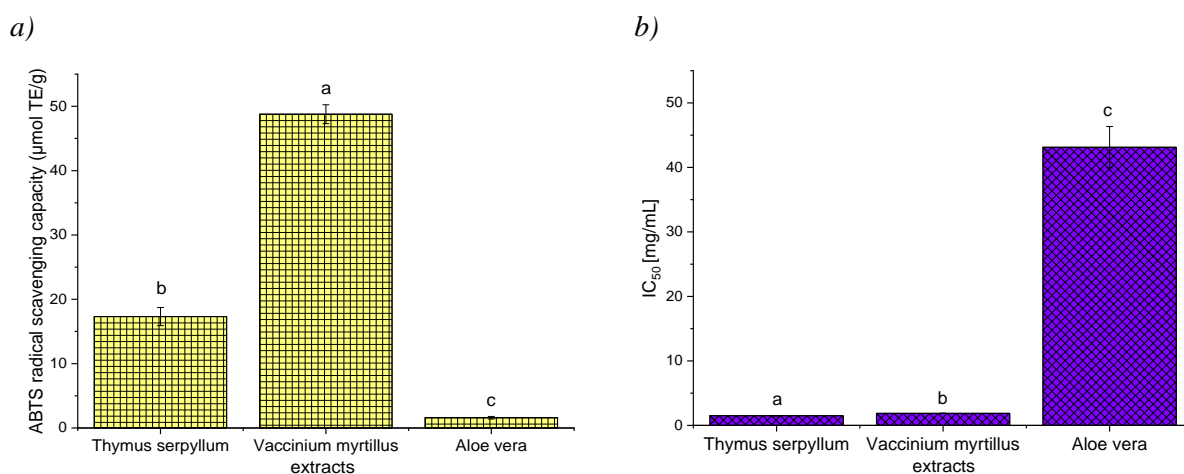 a)
ABTS radical scavenging capacity (μmol TE/g)
50
40
30
20
10
0
b
a
c
Thymus serpyllum
Vaccinium myrtillus
Aloe vera
extracts
b)
IC50 [mg/mL]
50
40
30
20
10
0
a
b
c
Thymus serpyllum
Vaccinium myrtillus
Aloe vera
extracts